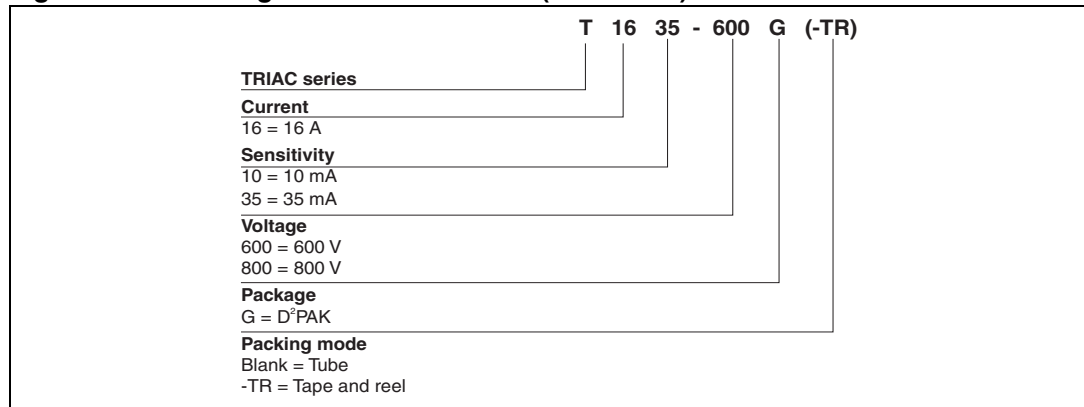 T 16 35 - 600 G (-TR)
TRIAC series
Current
16 = 16 A
Sensitivity
10 = 10 mA
35 = 35 mA
Voltage
600 = 600 V
800 = 800 V
Package
G = D²PAK
Packing mode
Blank = Tube
-TR = Tape and reel